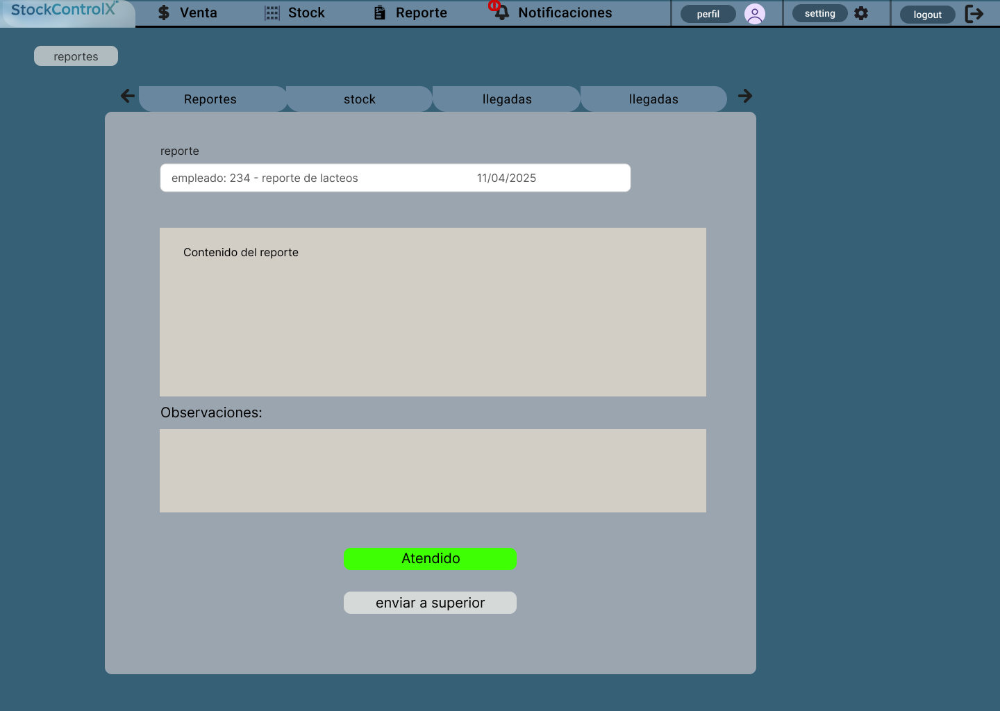 StockControlX
Venta
Stock
Reporte
0
Notificaciones
perfil
setting
logout
reportes
Reportes
stock
llegadas
llegadas
reporte
empleado: 234 - reporte de lacteos 11/04/2025
Contenido del reporte
Observaciones:
Atendido
enviar a superior